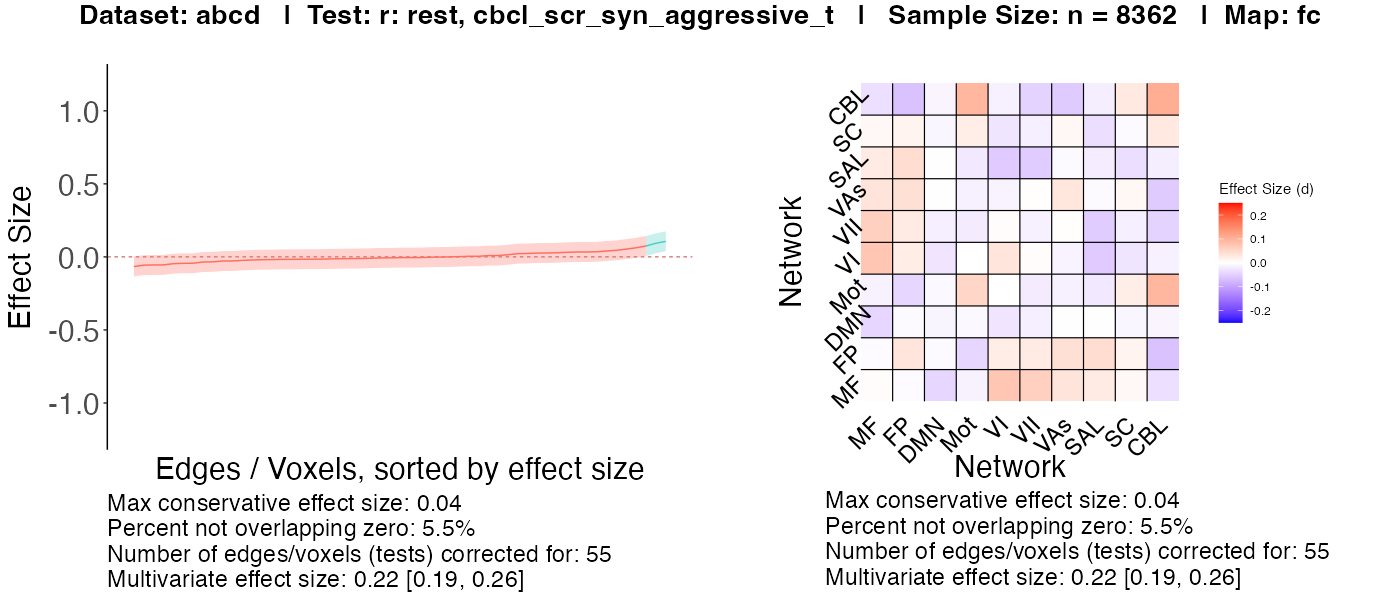 Dataset: abcd | Test: r: rest, cbcl_scr_syn_aggressive_t | Sample Size: n = 8362 | Map: fc
Effect Size
1.0
0.5
0.0
-0.5
-1.0
Edges / Voxels, sorted by effect size
Max conservative effect size: 0.04
Percent not overlapping zero: 5.5%
Number of edges/voxels (tests) corrected for: 55
Multivariate effect size: 0.22 [0.19, 0.26]
Network
CBL
SC
SAL
VAs
VII
VI
Mot
DMN
FP
MF
MF FP DMN Mot VI VII VAs SAL SC CBL
Network
Effect Size (d)
0.2
0.1
0.0
-0.1
-0.2
Max conservative effect size: 0.04
Percent not overlapping zero: 5.5%
Number of edges/voxels (tests) corrected for: 55
Multivariate effect size: 0.22 [0.19, 0.26]